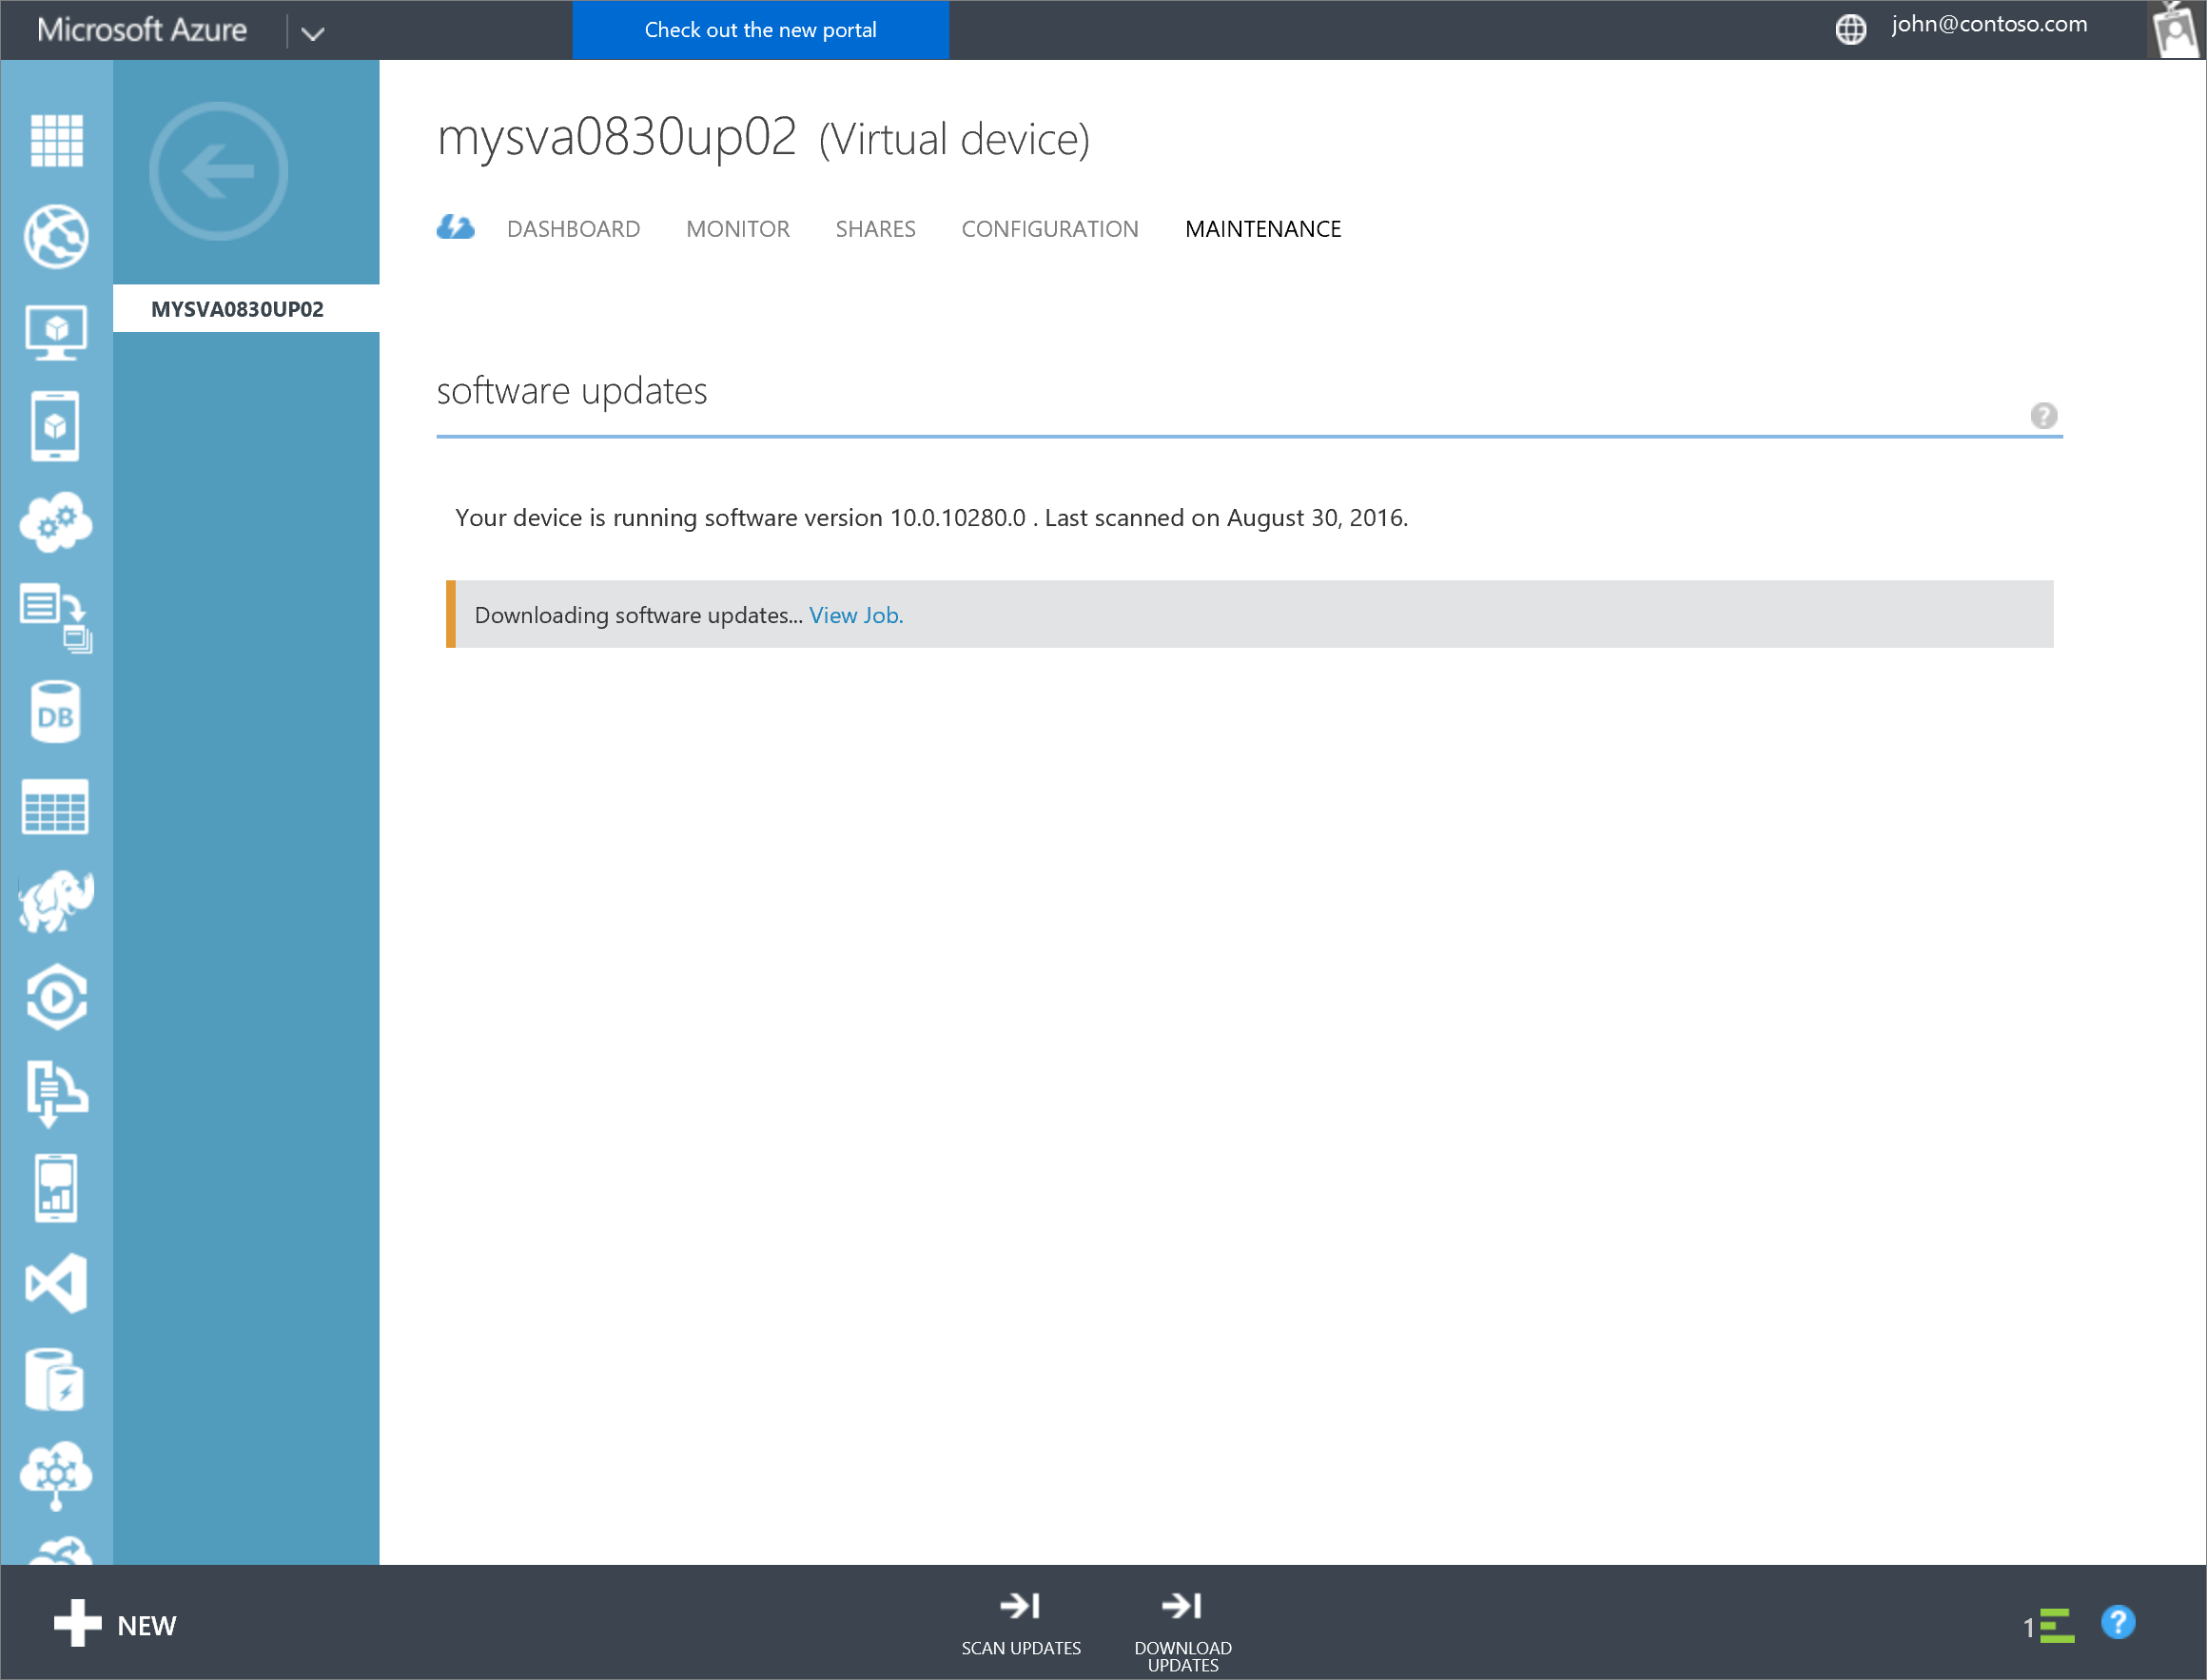 Microsoft Azure
Check out the new portal
john@contoso.com
mysva0830up02 (Virtual device)
DASHBOARD MONITOR SHARES CONFIGURATION MAINTENANCE
MYSVA0830UP02
software updates
?
Your device is running software version 10.0.10280.0 . Last scanned on August 30, 2016.
Downloading software updates... View Job.
DB
NEW
SCAN UPDATES
DOWNLOAD
UPDATES
1
?